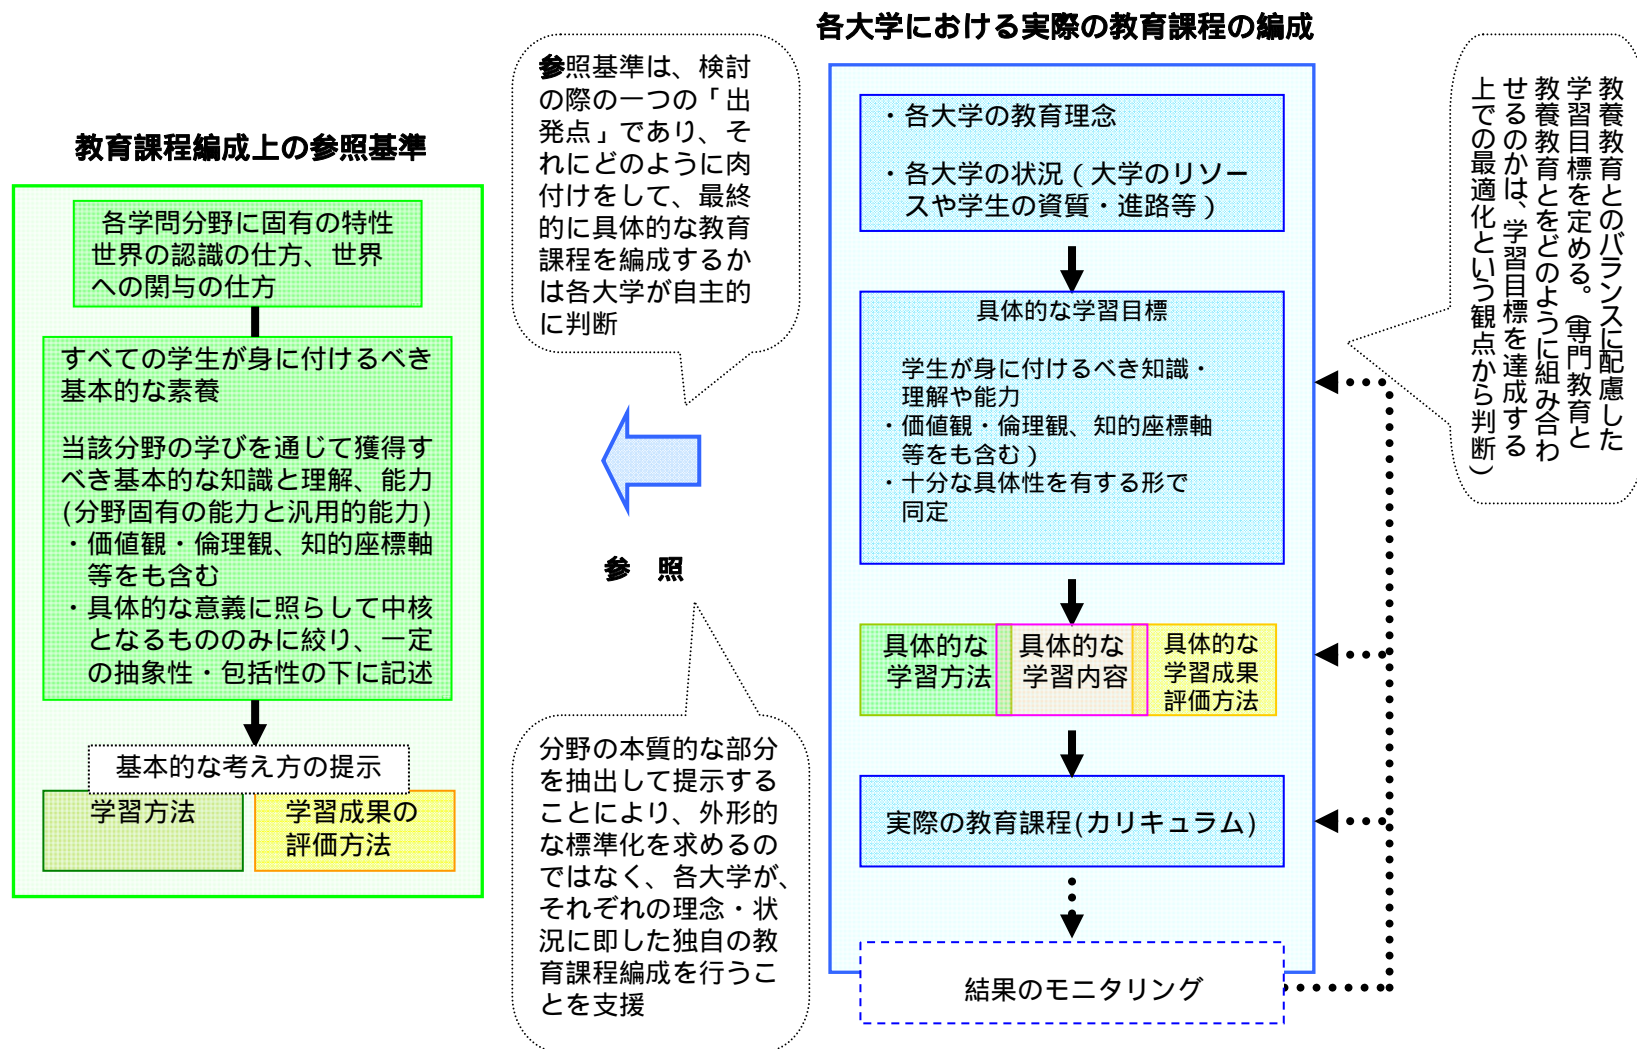 各大学における実際の教育課程の編成
教育課程編成上の参照基準
各学問分野に固有の特性
世界の認識の仕方、世界
への関与の仕方
すべての学生が身に付けるべき
基本的な素養
当該分野の学びを通じて獲得す
べき基本的な知識と理解、能力
(分野固有の能力と汎用的能力)
・価値観・倫理観、知的座標軸
等をも含む
・具体的な意義に照らして中核
となるもののみに絞り、一定
の抽象性・包括性の下に記述
基本的な考え方の提示
学習方法
学習成果の
評価方法
参照基準は、検討
の際の一つの「出
発点」であり、そ
れにどのように肉
付けをして、最終
的に具体的な教育
課程を編成するか
は各大学が自主的
に判断
参 照
分野の本質的な部分
を抽出して提示する
ことにより、外形的
な標準化を求めるの
ではなく、各大学が、
それぞれの理念・状
況に即した独自の教
育課程編成を行うこ
とを支援
・各大学の教育理念
・各大学の状況(大学のリソー
スや学生の資質・進路等)
具体的な学習目標
学生が身に付けるべき知識・
理解や能力
・価値観・倫理観、知的座標軸
等をも含む)
・十分な具体性を有する形で
同定
具体的な
学習方法
具体的な
学習内容
具体的な
学習成果
評価方法
実際の教育課程(カリキュラム)
結果のモニタリング
教養教育とのバランスに配慮した
学習目標を定める。(専門教育と
教養教育とをどのように組み合わ
せるのかは、学習目標を達成する
上での最適化という観点から判断)